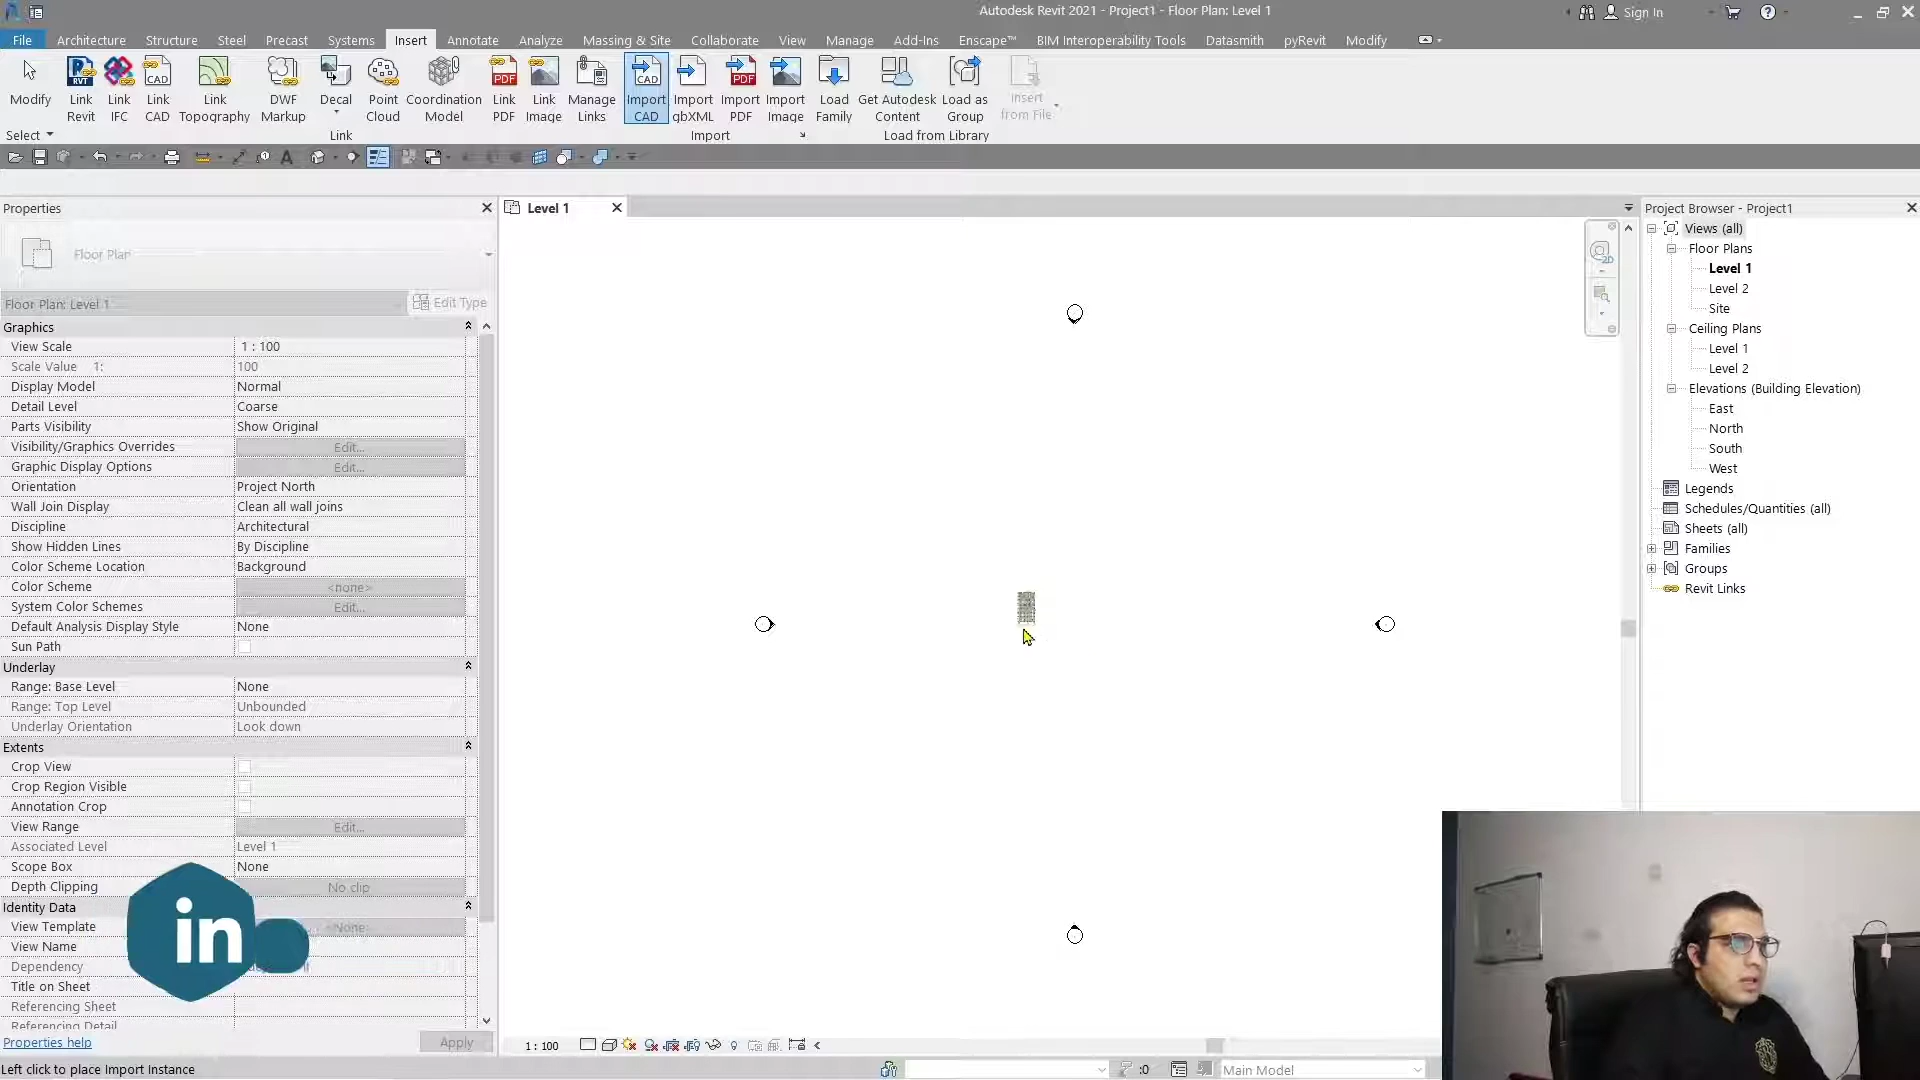 Autodesk Revit 2021 - Project1 - Floor Plan: Level 1
Sign In
File Architecture Structure Steel Precast Systems Insert Annotate Analyze Massing & Site Collaborate View Manage Add-Ins Enscape™ BIM Interoperability Tools Datasmith pyRevit Modify
Modify
Link Revit
Link IFC
Link CAD
Link Topography
DWF Markup
Decal
Point Cloud
Coordination Model
Link PDF
Link Image
Manage Links
Import CAD
Import gbXML
Import PDF
Import Image
Load Family
Get Autodesk Content
Load as Group
Insert from File
Select
Link
Import
Load from Library
Properties
Level 1
Project Browser - Project1
Floor Plan
Floor Plan: Level 1
Edit Type
Graphics
View Scale 1 : 100
Scale Value 1: 100
Display Model Normal
Detail Level Coarse
Parts Visibility Show Original
Visibility/Graphics Overrides Edit...
Graphic Display Options Edit...
Orientation Project North
Wall Join Display Clean all wall joins
Discipline Architectural
Show Hidden Lines By Discipline
Color Scheme Location Background
Color Scheme <none>
System Color Schemes Edit...
Default Analysis Display Style None
Sun Path
Underlay
Range: Base Level None
Range: Top Level Unbounded
Underlay Orientation Look down
Extents
Crop View
Crop Region Visible
Annotation Crop
View Range Edit...
Associated Level Level 1
Scope Box None
Depth Clipping No clip
Identity Data
View Template <None>
View Name
Dependency
Title on Sheet
Referencing Sheet
Referencing Detail
in
Properties help
Apply
Views (all)
Floor Plans
Level 1
Level 2
Site
Ceiling Plans
Level 1
Level 2
Elevations (Building Elevation)
East
North
South
West
Legends
Schedules/Quantities (all)
Sheets (all)
Families
Groups
Revit Links
2D
1 : 100
Left click to place Import Instance
:0
Main Model